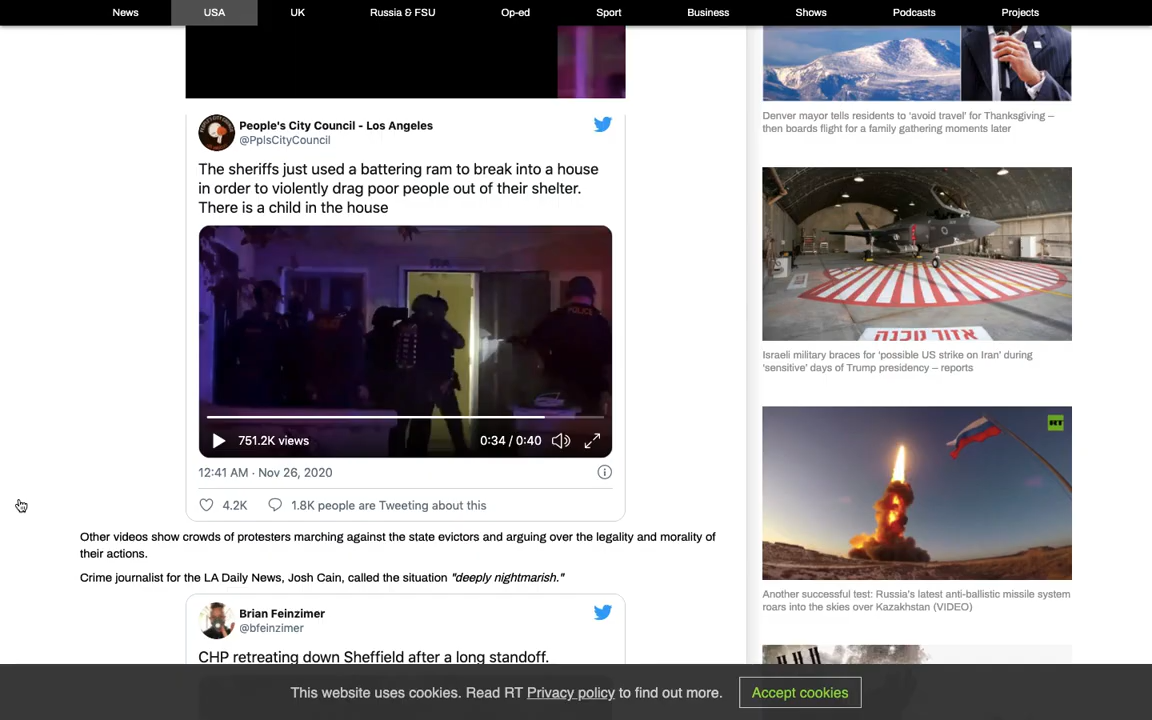 News USA UK Russia & FSU Op-ed Sport Business Shows Podcasts Projects
People's City Council - Los Angeles
@PplsCityCouncil
The sheriffs just used a battering ram to break into a house
in order to violently drag poor people out of their shelter.
There is a child in the house
POLICE
751.2K views
0:34 / 0:40
12:41 AM · Nov 26, 2020
4.2K
1.8K people are Tweeting about this
Other videos show crowds of protesters marching against the state evictors and arguing over the legality and morality of
their actions.
Crime journalist for the LA Daily News, Josh Cain, called the situation "deeply nightmarish."
Brian Feinzimer
@bfeinzimer
CHP retreating down Sheffield after a long standoff.
Denver mayor tells residents to 'avoid travel' for Thanksgiving –
then boards flight for a family gathering moments later
אזור סכנה
Israeli military braces for 'possible US strike on Iran' during
'sensitive' days of Trump presidency – reports
RT
Another successful test: Russia's latest anti-ballistic missile system
roars into the skies over Kazakhstan (VIDEO)
This website uses cookies. Read RT Privacy policy to find out more.
Accept cookies